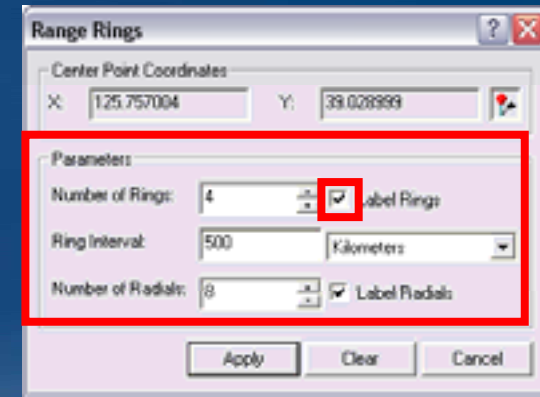 Range Rings ?
Center Point Coordinates
X: 125.757004 Y: 39.028999
Parameters
Number of Rings: 4 Label Rings
Ring Interval: 500 Kilometers
Number of Radials: 8 Label Radials
Apply Clear Cancel